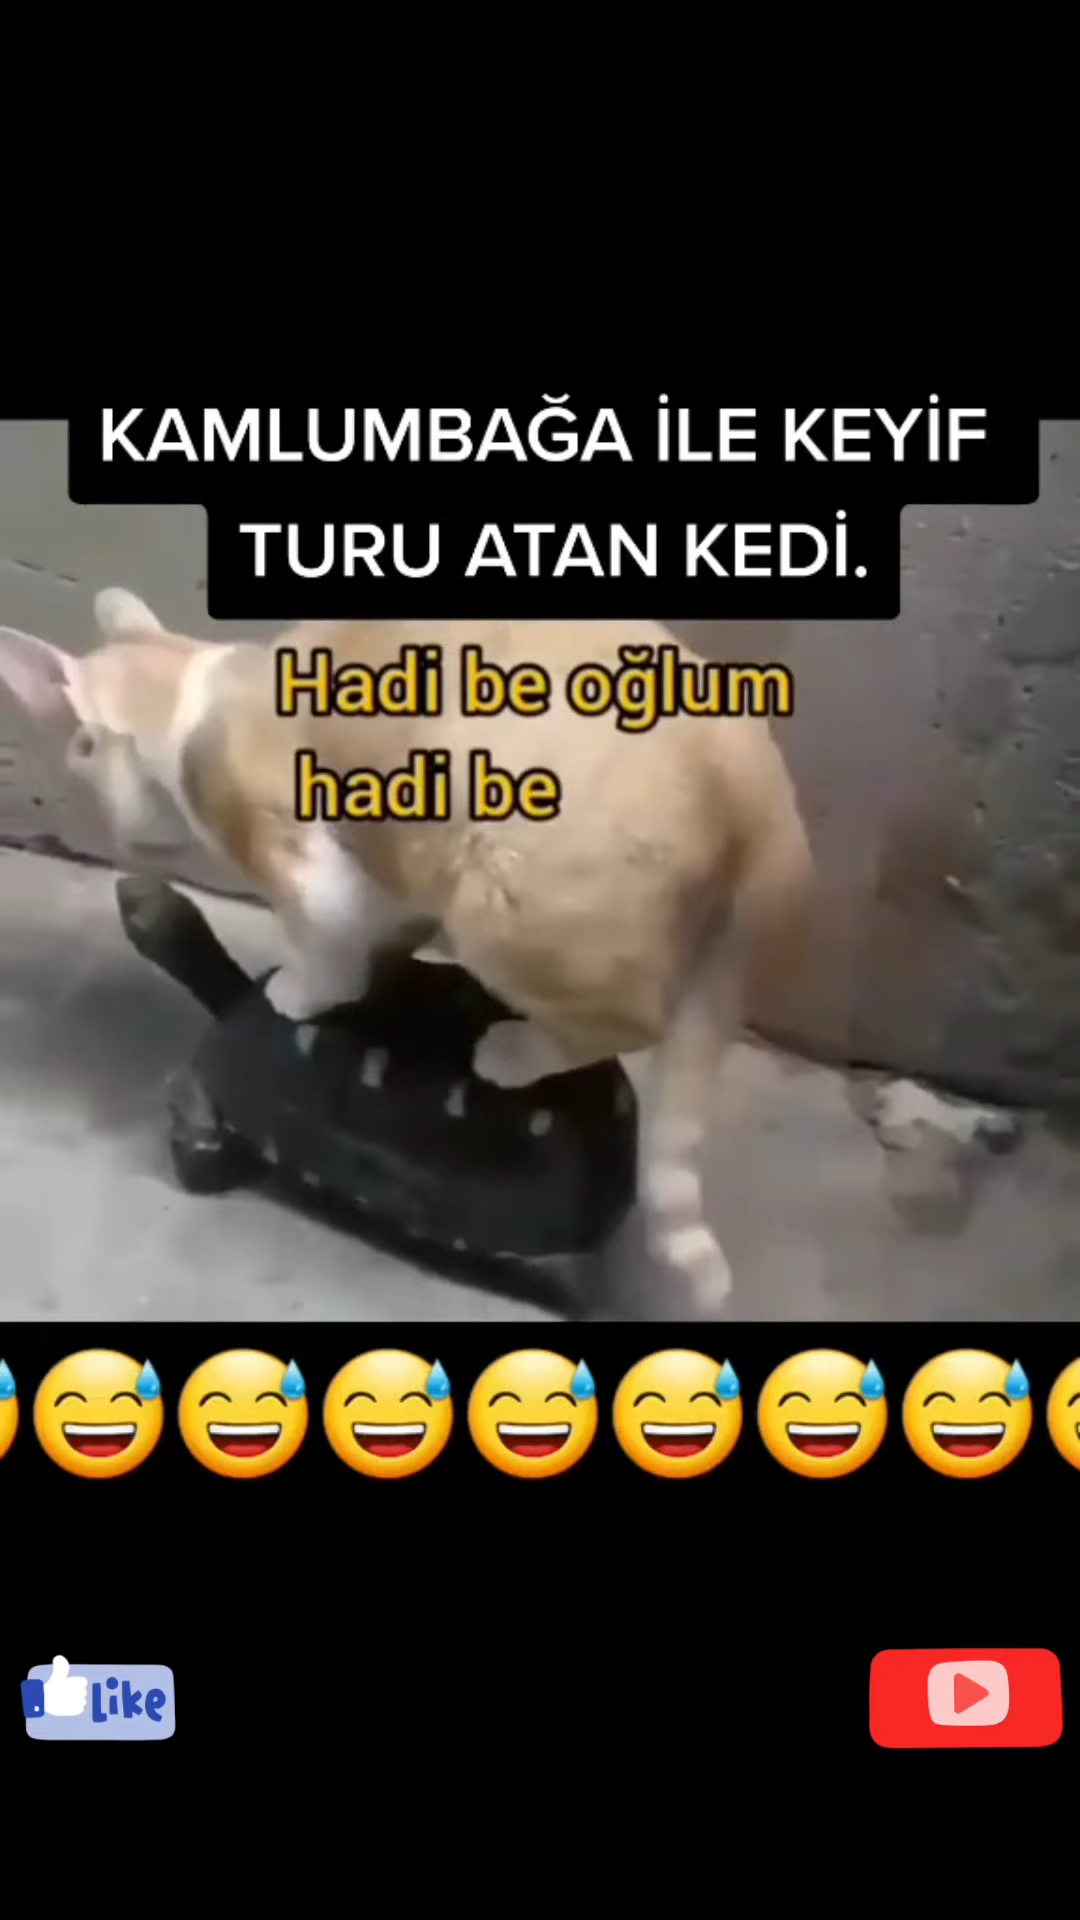 KAMLUMBAĞA İLE KEYİF
TURU ATAN KEDİ.
Hadi be oğlum
hadi be
Like